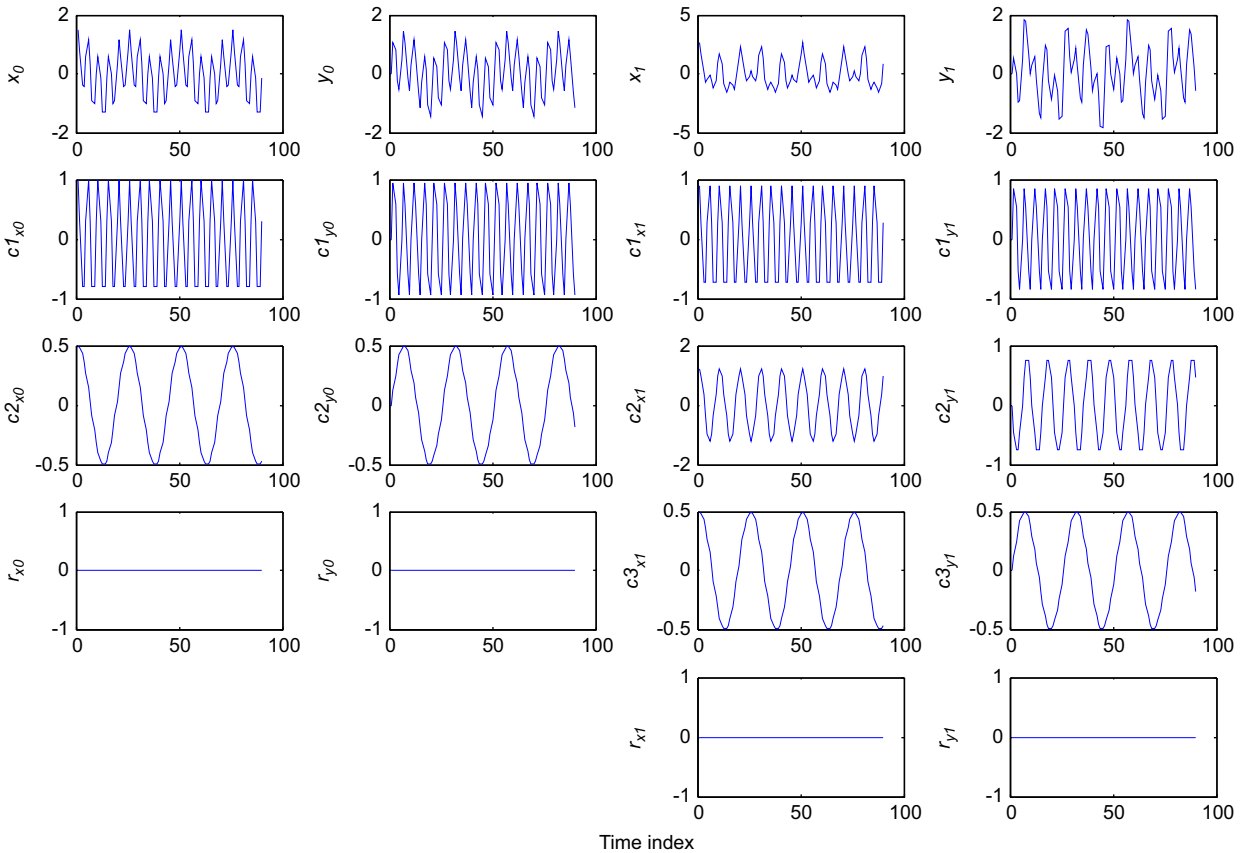 2 2 5 2
x0 0 y0 0 x1 0 y1 0
-2 -2 -5 -2
0 50 100 0 50 100 0 50 100 0 50 100
1 1 1 1
c1x0 0 c1y0 0 c1x1 0 c1y1 0
-1 -1 -1 -1
0 50 100 0 50 100 0 50 100 0 50 100
0.5 0.5 2 1
c2x0 0 c2y0 0 c2x1 0 c2y1 0
-0.5 -0.5 -2 -1
0 50 100 0 50 100 0 50 100 0 50 100
1 1 0.5 0.5
rx0 0 ry0 0 c3x1 0 c3y1 0
-1 -1 -0.5 -0.5
0 50 100 0 50 100 0 50 100 0 50 100
1 1
rx1 0 ry1 0
-1 -1
0 50 100 0 50 100
Time index